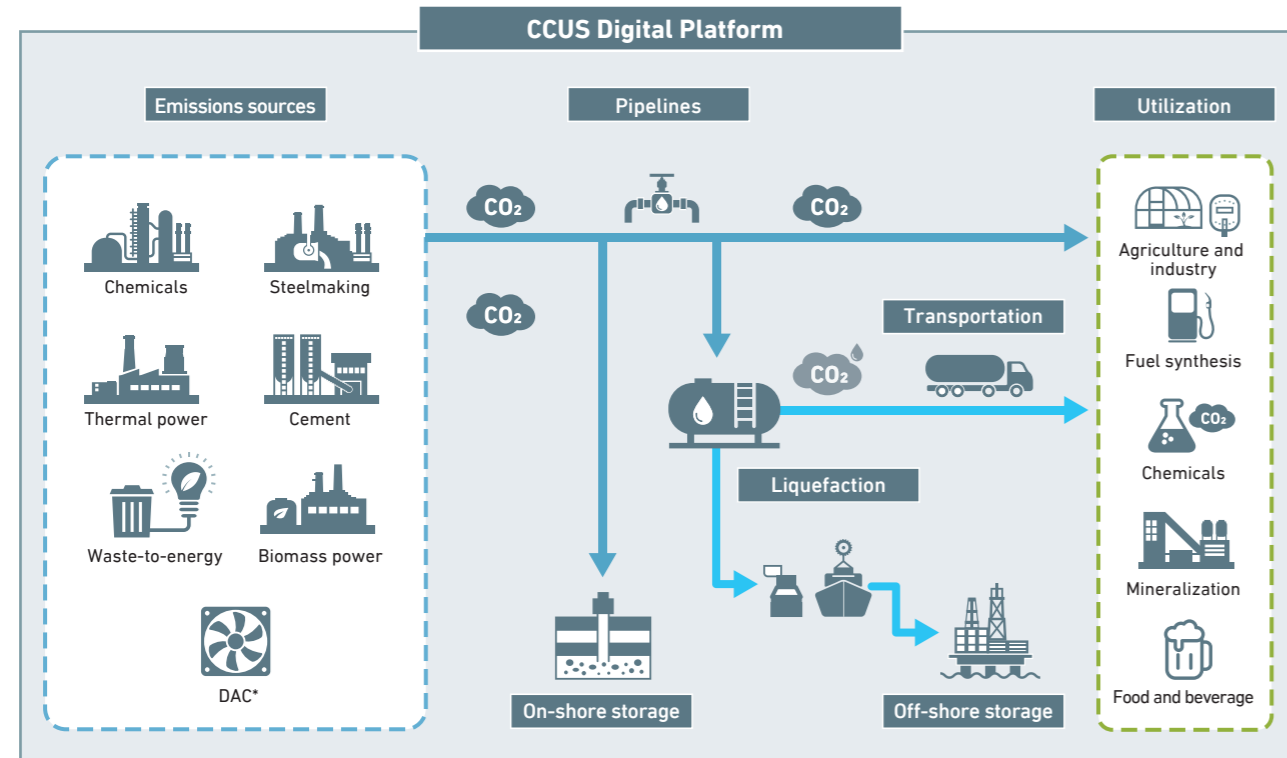 CCUS Digital Platform
Emissions sources
Pipelines
Utilization
Chemicals
Steelmaking
Thermal power
Cement
Waste-to-energy
Biomass power
DAC*
CO₂
CO₂
CO₂
Transportation
CO₂
Liquefaction
On-shore storage
Off-shore storage
Agriculture and
industry
Fuel synthesis
CO₂
Chemicals
Mineralization
Food and beverage